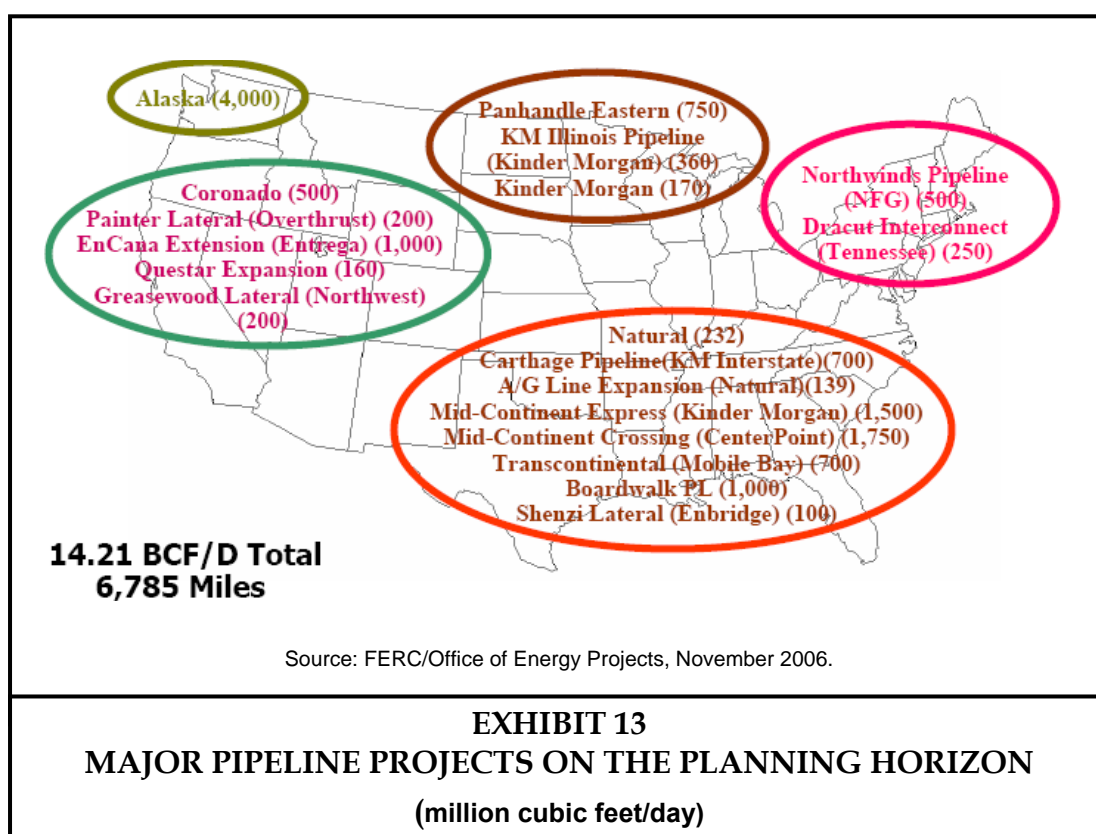 Alaska (4,000)
Panhandle Eastern (750)
KM Illinois Pipeline
(Kinder Morgan) (360)
Kinder Morgan (170)
Northwinds Pipeline
(NFG) (500)
Dracut Interconnect
(Tennessee) (250)
Coronado (500)
Painter Lateral (Overthrust) (200)
EnCana Extension (Entrega) (1,000)
Questar Expansion (160)
Greasewood Lateral (Northwest)
(200)
Natural (232)
Carthage Pipeline(KM Interstate)(700)
A/G Line Expansion (Natural)(139)
Mid-Continent Express (Kinder Morgan) (1,500)
Mid-Continent Crossing (CenterPoint) (1,750)
Transcontinental (Mobile Bay) (700)
Boardwalk PL (1,000)
Shenzi Lateral (Enbridge) (100)
14.21 BCF/D Total
6,785 Miles
Source: FERC/Office of Energy Projects, November 2006.
EXHIBIT 13
MAJOR PIPELINE PROJECTS ON THE PLANNING HORIZON
(million cubic feet/day)